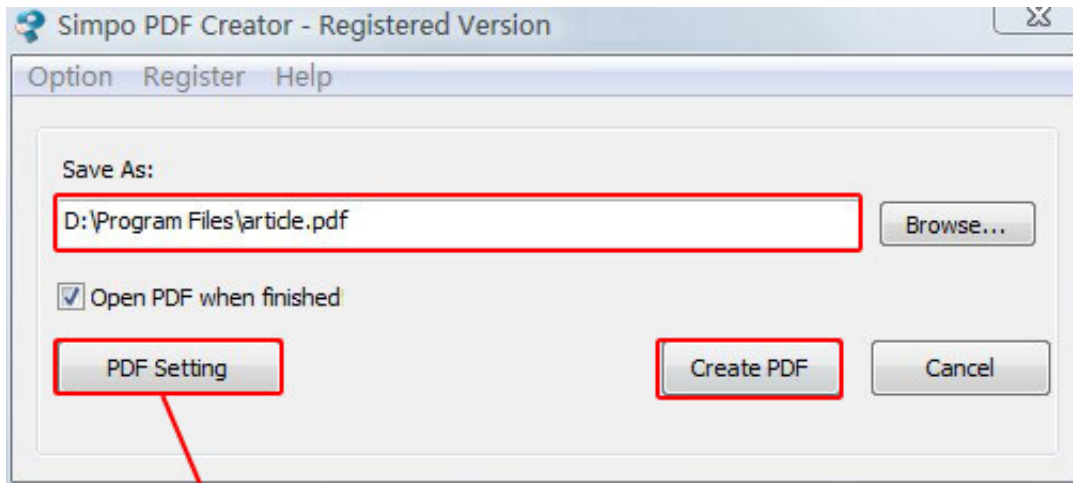 Simpo PDF Creator - Registered Version
Option Register Help
Save As:
D:\Program Files\article.pdf
Browse...
Open PDF when finished
PDF Setting
Create PDF
Cancel